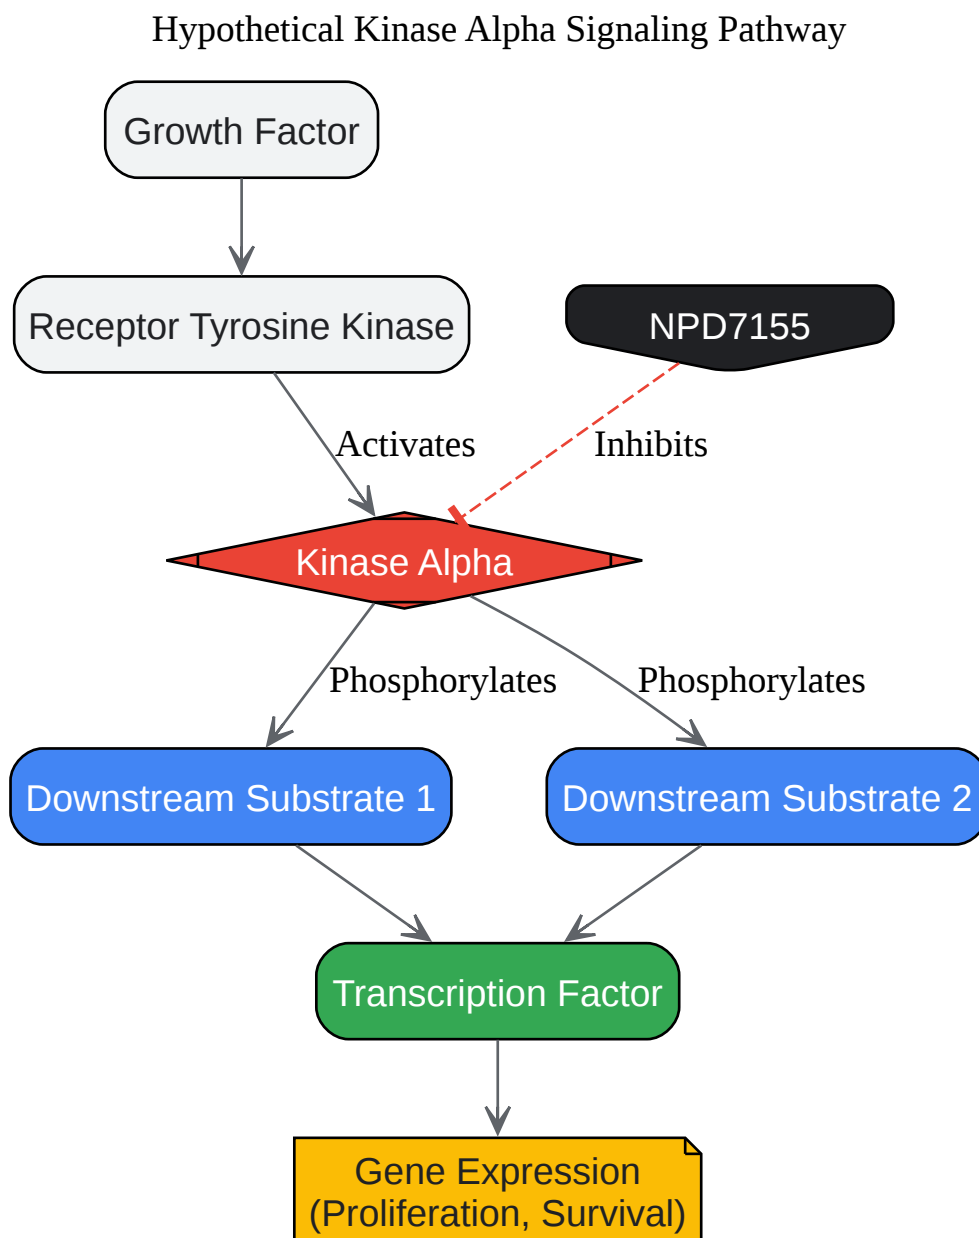 Hypothetical Kinase Alpha Signaling Pathway
Growth Factor
Receptor Tyrosine Kinase
NPD7155
Activates
Inhibits
Kinase Alpha
Phosphorylates
Phosphorylates
Downstream Substrate 1
Downstream Substrate 2
Transcription Factor
Gene Expression
(Proliferation, Survival)